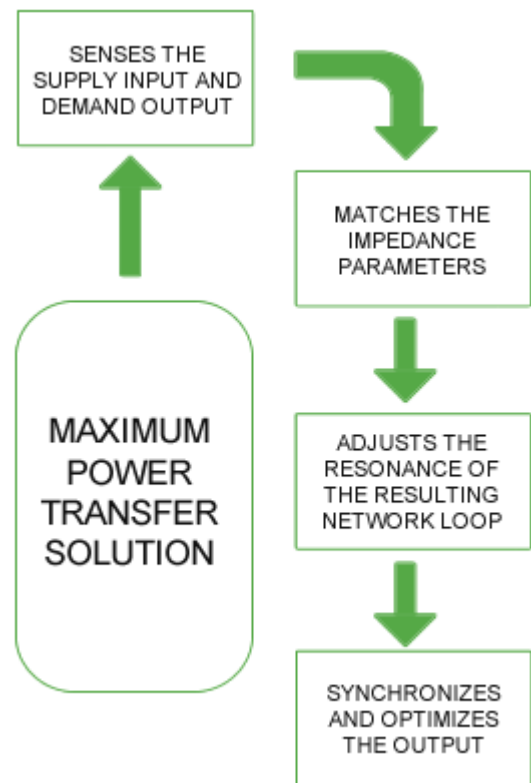 SENSES THE
SUPPLY INPUT AND
DEMAND OUTPUT
MATCHES THE
IMPEDANCE
PARAMETERS
MAXIMUM
POWER
TRANSFER
SOLUTION
ADJUSTS THE
RESONANCE OF
THE RESULTING
NETWORK LOOP
SYNCHRONIZES
AND OPTIMIZES
THE OUTPUT